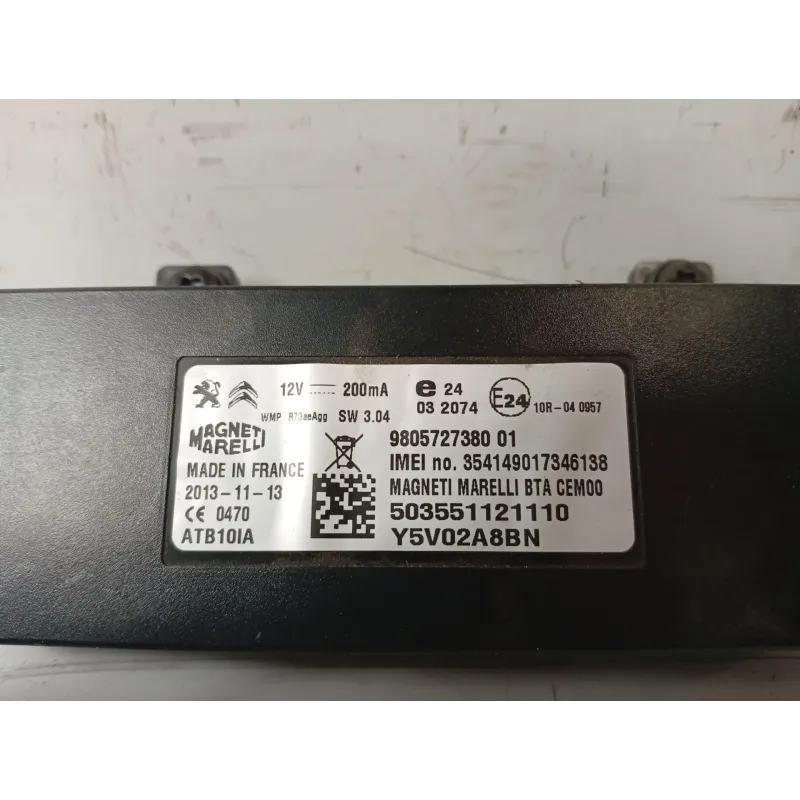 12V 200mA e 24 E24
03 2074 10R-04 0957
WMP R73aeAgg SW 3.04
MAGNETI MARELLI
9805727380 01
IMEI no. 354149017346138
MADE IN FRANCE
MAGNETI MARELLI BTA CEM00
2013-11-13
503551121110
CE 0470
ATB10IA
Y5V02A8BN